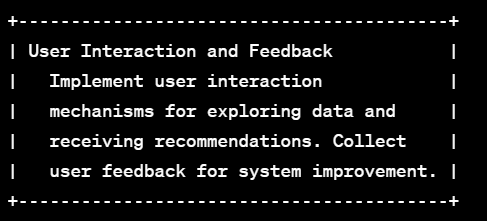 +-----------------------------------------+
| User Interaction and Feedback           |
|   Implement user interaction            |
|   mechanisms for exploring data and     |
|   receiving recommendations. Collect    |
|   user feedback for system improvement. |
+-----------------------------------------+